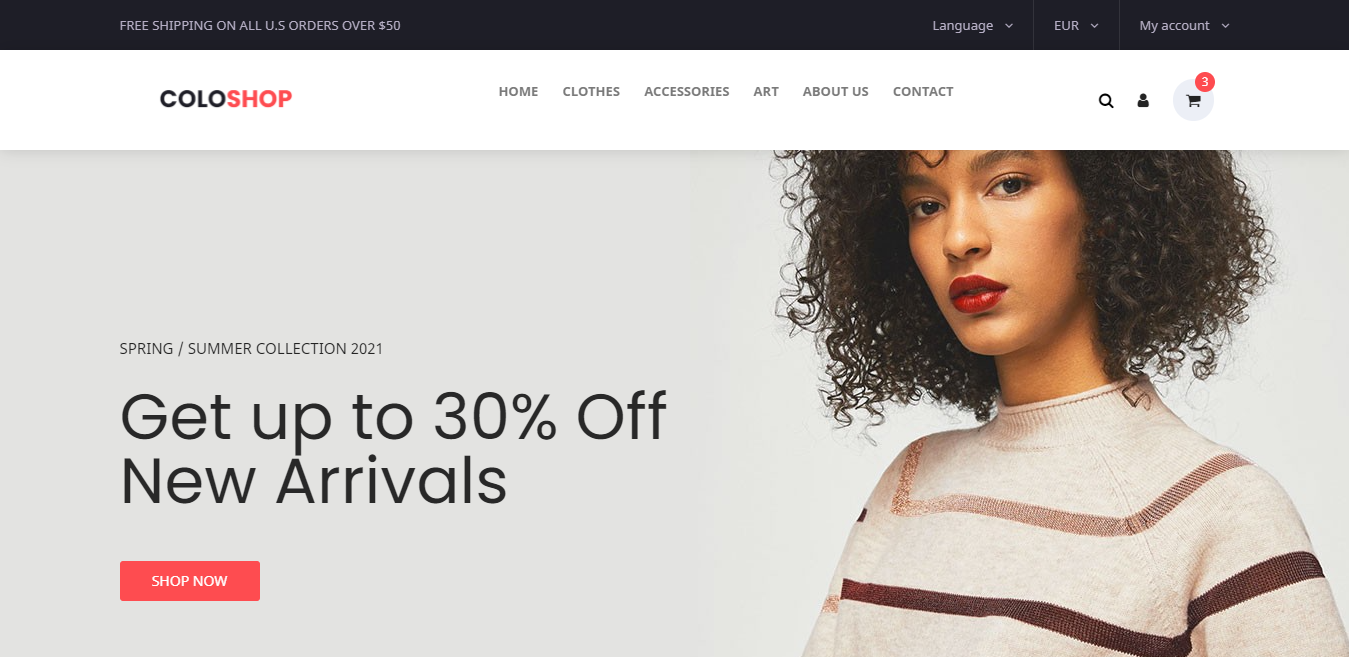 FREE SHIPPING ON ALL U.S ORDERS OVER $50
Language
EUR
My account
COLOSHOP
HOME
CLOTHES
ACCESSORIES
ART
ABOUT US
CONTACT
3
SPRING / SUMMER COLLECTION 2021
Get up to 30% Off
New Arrivals
SHOP NOW